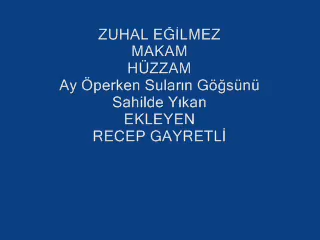 ZUHAL EĞİLMEZ
MAKAM
HÜZZAM
Ay Öperken Suların Göğsünü
Sahilde Yıkan
EKLEYEN
RECEP GAYRETLİ